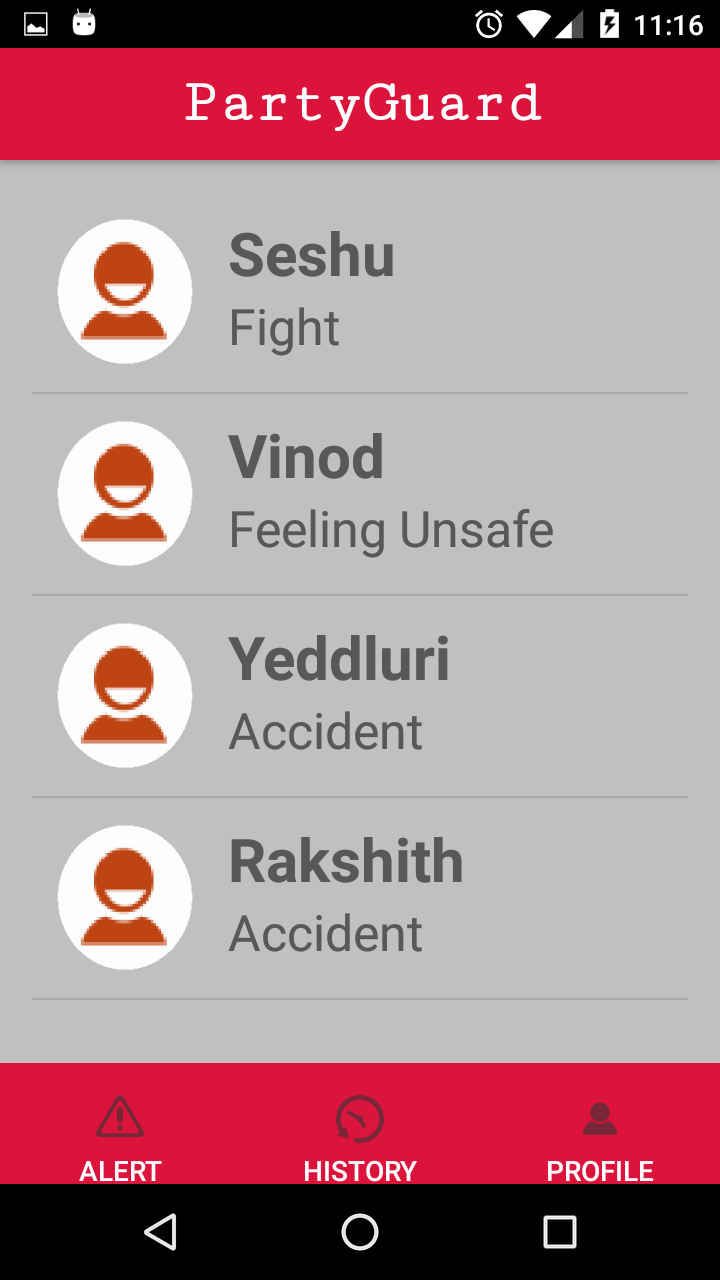 11:16
PartyGuard
Seshu
Fight
Vinod
Feeling Unsafe
Yeddluri
Accident
Rakshith
Accident
ALERT HISTORY PROFILE